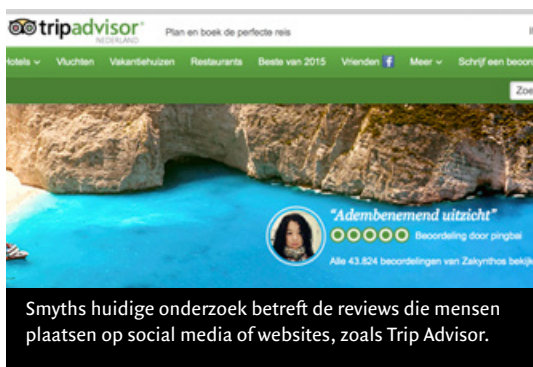 tripadvisor®
NEDERLAND
Plan en boek de perfecte reis
Hotels Vluchten Vakantiehuizen Restaurants Beste van 2015 Vrienden f Meer Schrijf een beoor
Zoe
"Adembenemend uitzicht"
Beoordeling door pingbai
Alle 43.824 beoordelingen van Zakynthos bekijk
Smyths huidige onderzoek betreft de reviews die mensen
plaatsen op social media of websites, zoals Trip Advisor.